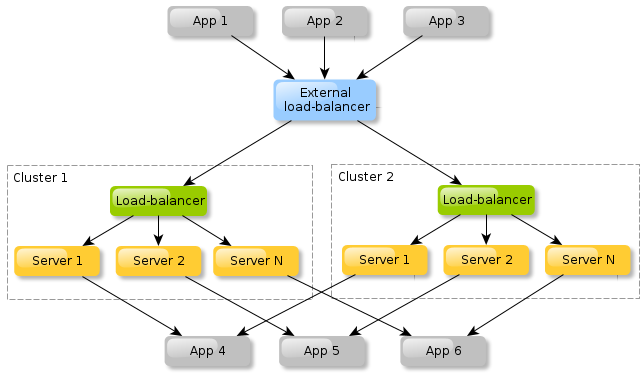 App 1
App 2
App 3
External
load-balancer
Cluster 1
Load-balancer
Server 1
Server 2
Server N
Cluster 2
Load-balancer
Server 1
Server 2
Server N
App 4
App 5
App 6